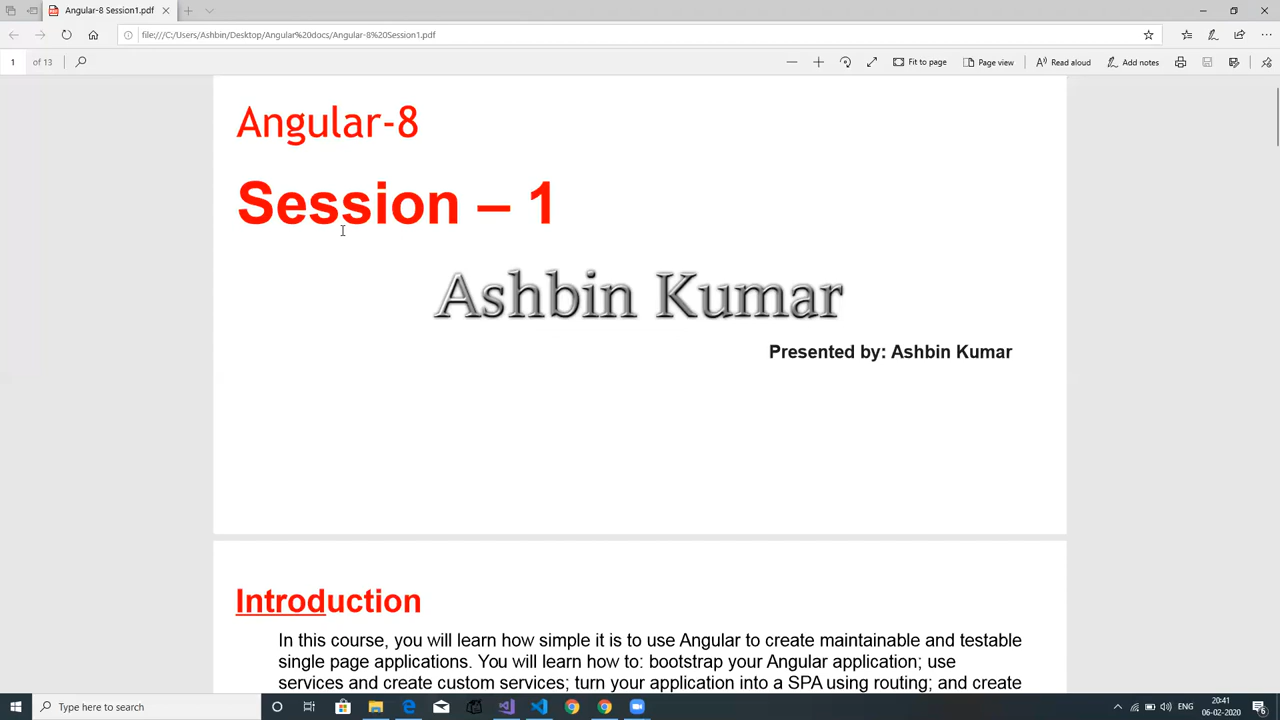 Angular-8 Session1.pdf
file:///C:/Users/Ashbin/Desktop/Angular%20docs/Angular-8%20Session1.pdf
1 of 13 Fit to page Page view Read aloud Add notes
Angular-8
Session – 1
Ashbin Kumar
Presented by: Ashbin Kumar
Introduction
In this course, you will learn how simple it is to use Angular to create maintainable and testable
single page applications. You will learn how to: bootstrap your Angular application; use
services and create custom services; turn your application into a SPA using routing; and create
Type here to search
ENG
20:41
06-02-2020